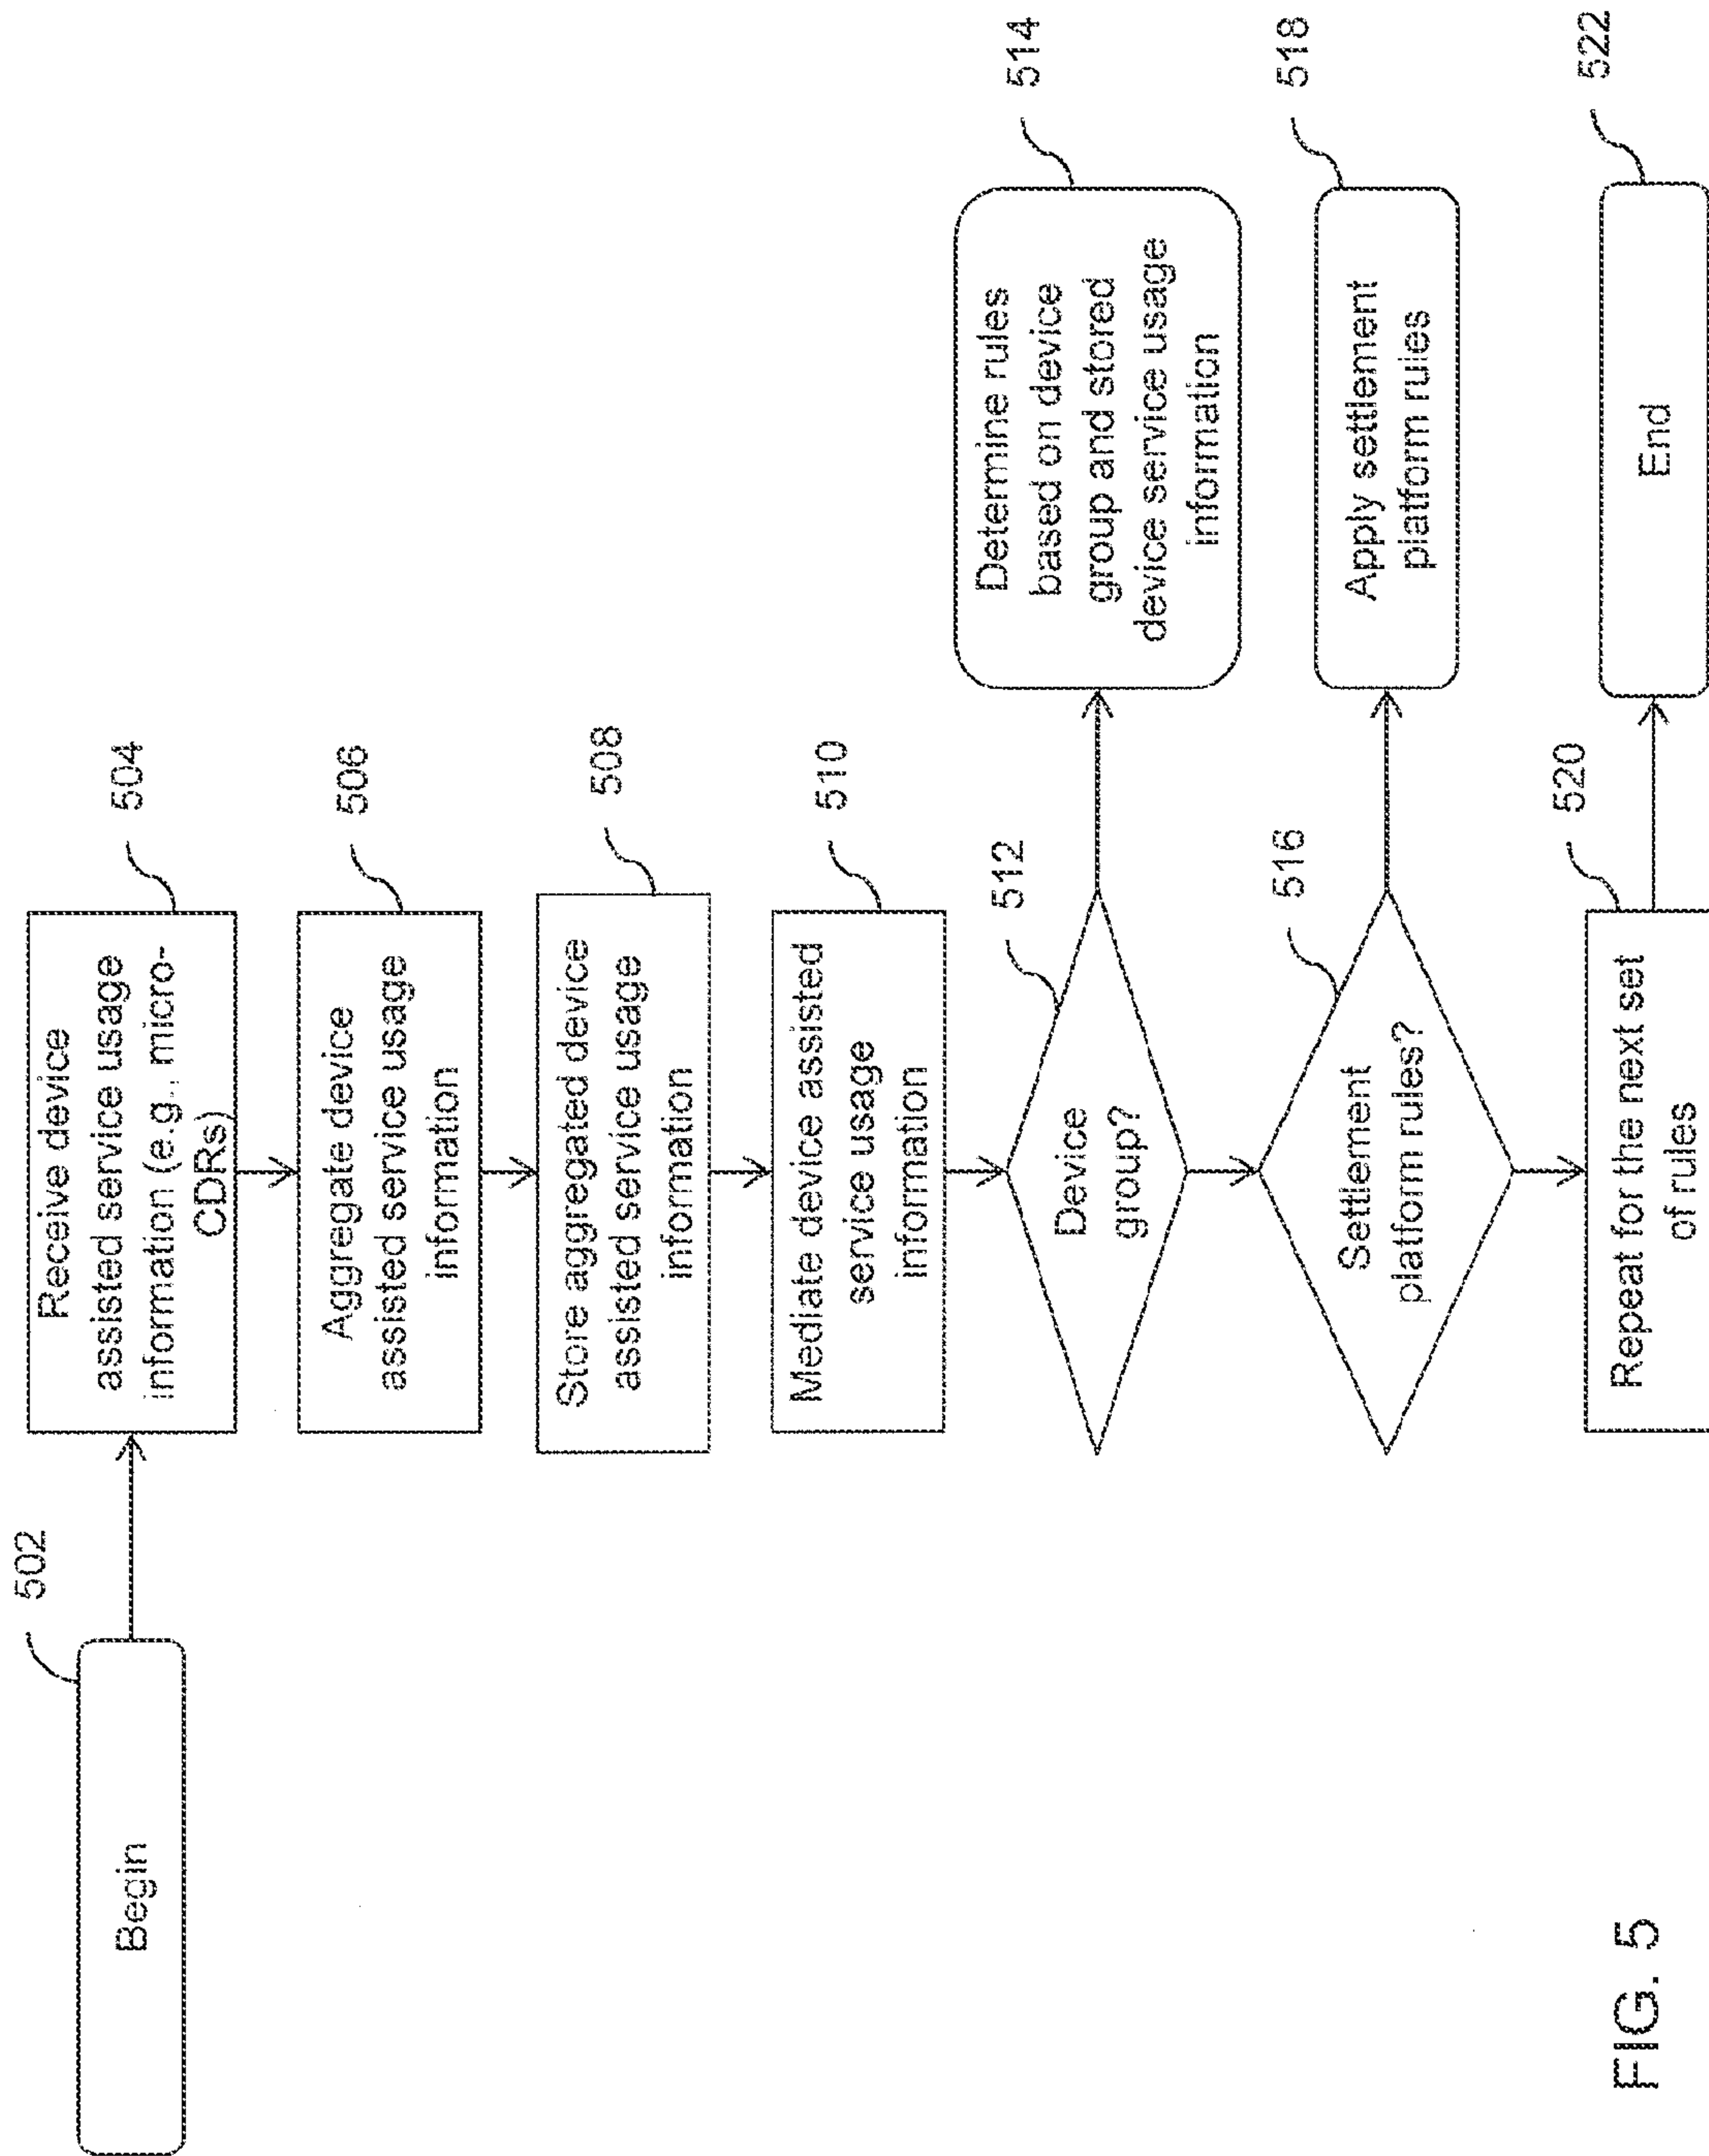 502
Begin
504
Receive device
assisted service usage
information (e.g., micro-
CDRs)
506
Aggregate device
assisted service usage
information
508
Store aggregated device
assisted service usage
information
510
Mediate device assisted
service usage
information
512
Device
group?
514
Determine rules
based on device
group and stored
device service usage
information
516
Settlement
platform rules?
518
Apply settlement
platform rules
520
Repeat for the next set
of rules
522
End
FIG. 5